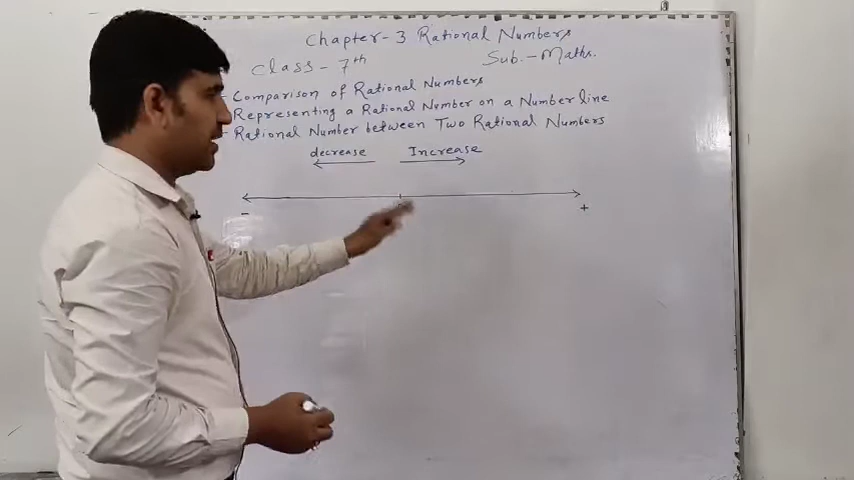 Chapter-3 Rational Numbers
Class-7th Sub.-Maths.
- Comparison of Rational Numbers
Representing a Rational Number on a Number line
- Rational Number between Two Rational Numbers
decrease Increase
- +